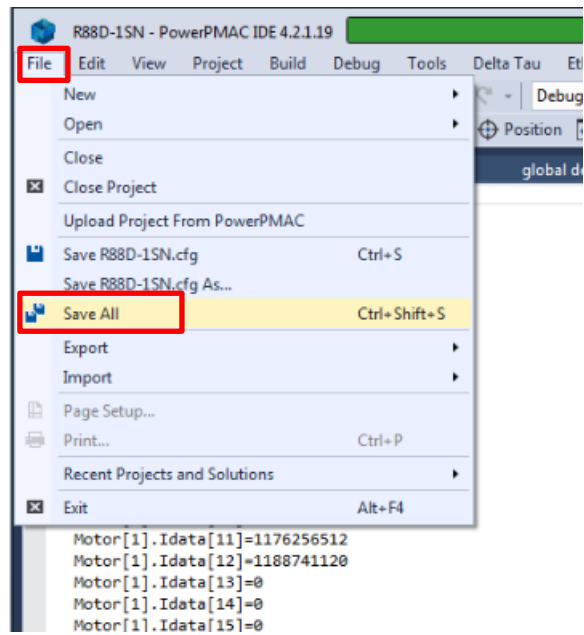 R88D-1SN - PowerPMAC IDE 4.2.1.19
File Edit View Project Build Debug Tools Delta Tau
Debug
Position
global
New
Open
Close
Close Project
Upload Project From PowerPMAC
Save R88D-1SN.cfg Ctrl+S
Save R88D-1SN.cfg As...
Save All Ctrl+Shift+S
Export
Import
Page Setup...
Print... Ctrl+P
Recent Projects and Solutions
Exit Alt+F4
Motor[1].Idata[11]=1176256512
Motor[1].Idata[12]=1188741120
Motor[1].Idata[13]=0
Motor[1].Idata[14]=0
Motor[1].Idata[15]=0